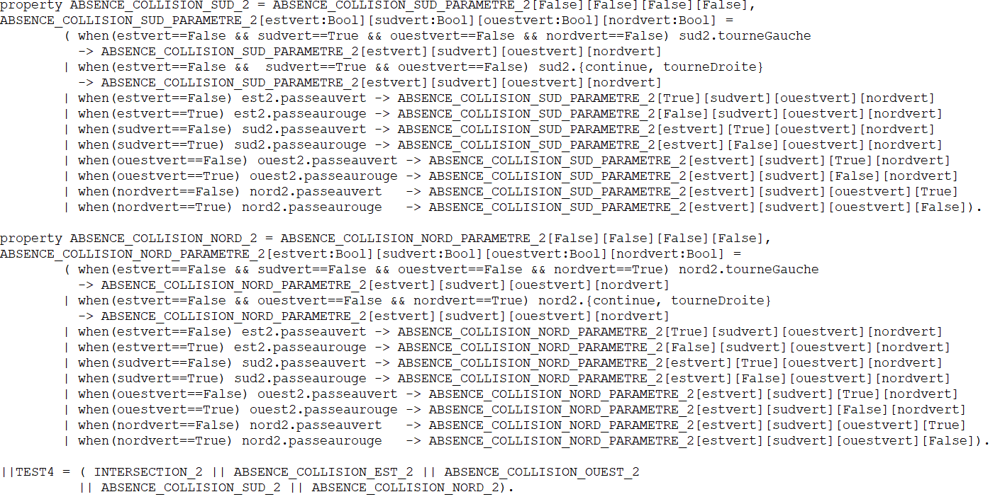 property ABSENCE_COLLISION_SUD_2 = ABSENCE_COLLISION_SUD_PARAMETRE_2[False][False][False][False],
ABSENCE_COLLISION_SUD_PARAMETRE_2[estvert:Bool][sudvert:Bool][ouestvert:Bool][nordvert:Bool] =
( when(estvert==False && sudvert==True && ouestvert==False && nordvert==False) sud2.tourneGauche
-> ABSENCE_COLLISION_SUD_PARAMETRE_2[estvert][sudvert][ouestvert][nordvert]
| when(estvert==False &&  sudvert==True && ouestvert==False) sud2.{continue, tourneDroite}
-> ABSENCE_COLLISION_SUD_PARAMETRE_2[estvert][sudvert][ouestvert][nordvert]
| when(estvert==False) est2.passeauvert -> ABSENCE_COLLISION_SUD_PARAMETRE_2[True][sudvert][ouestvert][nordvert]
| when(estvert==True) est2.passeaurouge -> ABSENCE_COLLISION_SUD_PARAMETRE_2[False][sudvert][ouestvert][nordvert]
| when(sudvert==False) sud2.passeauvert -> ABSENCE_COLLISION_SUD_PARAMETRE_2[estvert][True][ouestvert][nordvert]
| when(sudvert==True) sud2.passeaurouge -> ABSENCE_COLLISION_SUD_PARAMETRE_2[estvert][False][ouestvert][nordvert]
| when(ouestvert==False) ouest2.passeauvert -> ABSENCE_COLLISION_SUD_PARAMETRE_2[estvert][sudvert][True][nordvert]
| when(ouestvert==True) ouest2.passeaurouge -> ABSENCE_COLLISION_SUD_PARAMETRE_2[estvert][sudvert][False][nordvert]
| when(nordvert==False) nord2.passeauvert   -> ABSENCE_COLLISION_SUD_PARAMETRE_2[estvert][sudvert][ouestvert][True]
| when(nordvert==True) nord2.passeaurouge   -> ABSENCE_COLLISION_SUD_PARAMETRE_2[estvert][sudvert][ouestvert][False]).
property ABSENCE_COLLISION_NORD_2 = ABSENCE_COLLISION_NORD_PARAMETRE_2[False][False][False][False],
ABSENCE_COLLISION_NORD_PARAMETRE_2[estvert:Bool][sudvert:Bool][ouestvert:Bool][nordvert:Bool] =
( when(estvert==False && sudvert==False && ouestvert==False && nordvert==True) nord2.tourneGauche
-> ABSENCE_COLLISION_NORD_PARAMETRE_2[estvert][sudvert][ouestvert][nordvert]
| when(estvert==False && ouestvert==False && nordvert==True) nord2.{continue, tourneDroite}
-> ABSENCE_COLLISION_NORD_PARAMETRE_2[estvert][sudvert][ouestvert][nordvert]
| when(estvert==False) est2.passeauvert -> ABSENCE_COLLISION_NORD_PARAMETRE_2[True][sudvert][ouestvert][nordvert]
| when(estvert==True) est2.passeaurouge -> ABSENCE_COLLISION_NORD_PARAMETRE_2[False][sudvert][ouestvert][nordvert]
| when(sudvert==False) sud2.passeauvert -> ABSENCE_COLLISION_NORD_PARAMETRE_2[estvert][True][ouestvert][nordvert]
| when(sudvert==True) sud2.passeaurouge -> ABSENCE_COLLISION_NORD_PARAMETRE_2[estvert][False][ouestvert][nordvert]
| when(ouestvert==False) ouest2.passeauvert -> ABSENCE_COLLISION_NORD_PARAMETRE_2[estvert][sudvert][True][nordvert]
| when(ouestvert==True) ouest2.passeaurouge -> ABSENCE_COLLISION_NORD_PARAMETRE_2[estvert][sudvert][False][nordvert]
| when(nordvert==False) nord2.passeauvert   -> ABSENCE_COLLISION_NORD_PARAMETRE_2[estvert][sudvert][ouestvert][True]
| when(nordvert==True) nord2.passeaurouge   -> ABSENCE_COLLISION_NORD_PARAMETRE_2[estvert][sudvert][ouestvert][False]).
||TEST4 = ( INTERSECTION_2 || ABSENCE_COLLISION_EST_2 || ABSENCE_COLLISION_OUEST_2
|| ABSENCE_COLLISION_SUD_2 || ABSENCE_COLLISION_NORD_2).